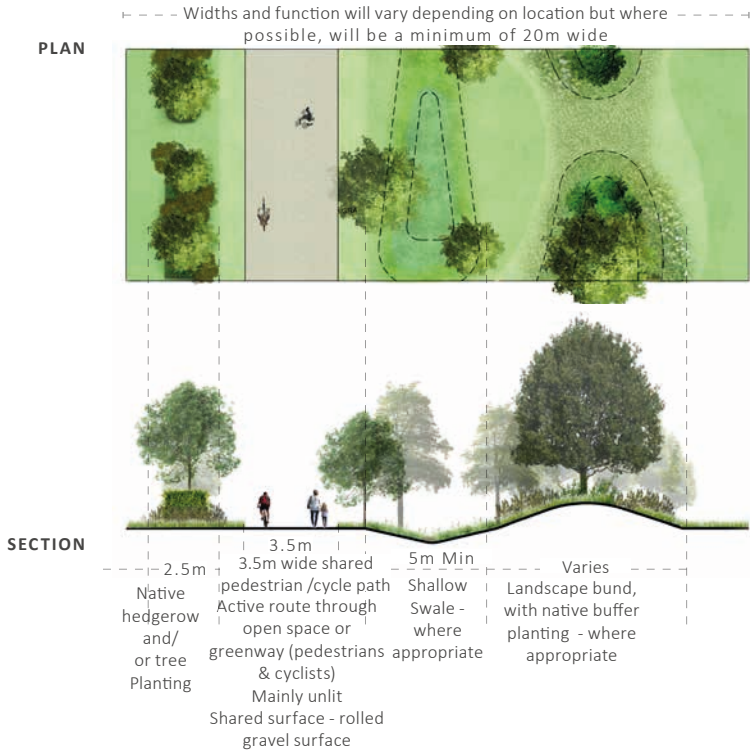 Widths and function will vary depending on location but where
possible, will be a minimum of 20m wide
PLAN
SECTION
2.5m
Native
hedgerow
and/
or tree
Planting
3.5m
3.5m wide shared
pedestrian /cycle path
Active route through
open space or
greenway (pedestrians
& cyclists)
Mainly unlit
Shared surface - rolled
gravel surface
5m Min
Shallow
Swale -
where
appropriate
Varies
Landscape bund,
with native buffer
planting - where
appropriate